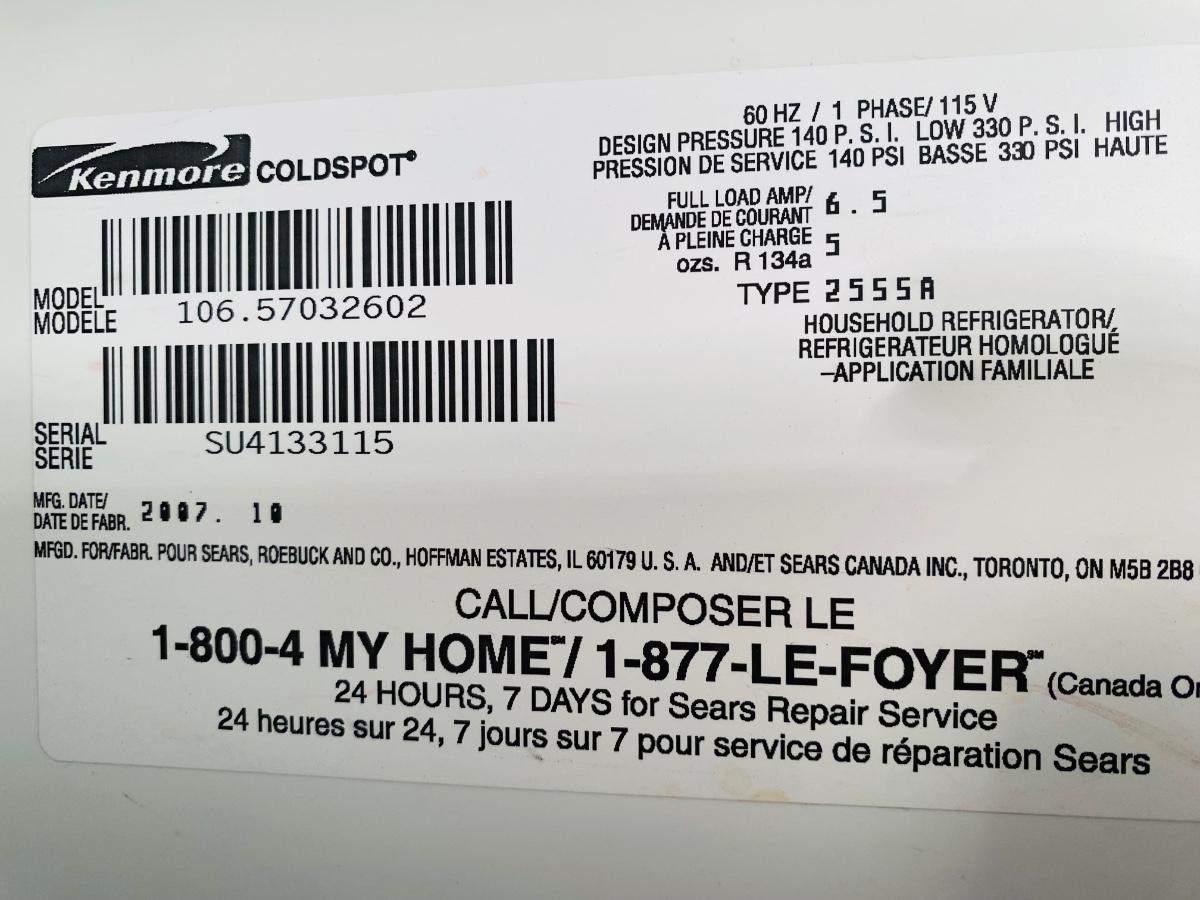 Kenmore COLDSPOT®
MODEL
MODELE
106.57032602
SERIAL
SERIE
SU4133115
MFG. DATE/
DATE DE FABR.
2007. 10
60 HZ / 1 PHASE/ 115 V
DESIGN PRESSURE 140 P. S. I. LOW 330 P. S. I. HIGH
PRESSION DE SERVICE 140 PSI BASSE 330 PSI HAUTE
FULL LOAD AMP/
DEMANDE DE COURANT
À PLEINE CHARGE
6 . 5
5
ozs. R 134a
TYPE 2555A
HOUSEHOLD REFRIGERATOR/
REFRIGERATEUR HOMOLOGUÉ
–APPLICATION FAMILIALE
MFGD. FOR/FABR. POUR SEARS, ROEBUCK AND CO., HOFFMAN ESTATES, IL 60179 U. S. A. AND/ET SEARS CANADA INC., TORONTO, ON M5B 2B8
CALL/COMPOSER LE
1-800-4 MY HOME℠/ 1-877-LE-FOYER℠ (Canada
24 HOURS, 7 DAYS for Sears Repair Service
24 heures sur 24, 7 jours sur 7 pour service de réparation Sears